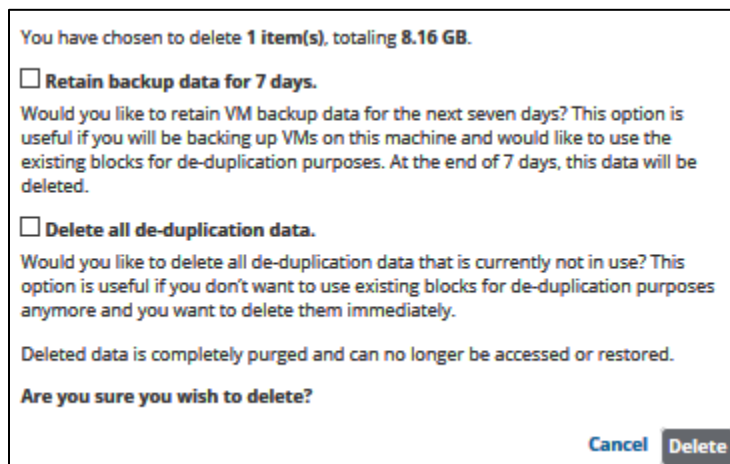 You have chosen to delete 1 item(s), totaling 8.16 GB.
Retain backup data for 7 days.
Would you like to retain VM backup data for the next seven days? This option is
useful if you will be backing up VMs on this machine and would like to use the
existing blocks for de-duplication purposes. At the end of 7 days, this data will be
deleted.
Delete all de-duplication data.
Would you like to delete all de-duplication data that is currently not in use? This
option is useful if you don’t want to use existing blocks for de-duplication purposes
anymore and you want to delete them immediately.
Deleted data is completely purged and can no longer be accessed or restored.
Are you sure you wish to delete?
Cancel Delete